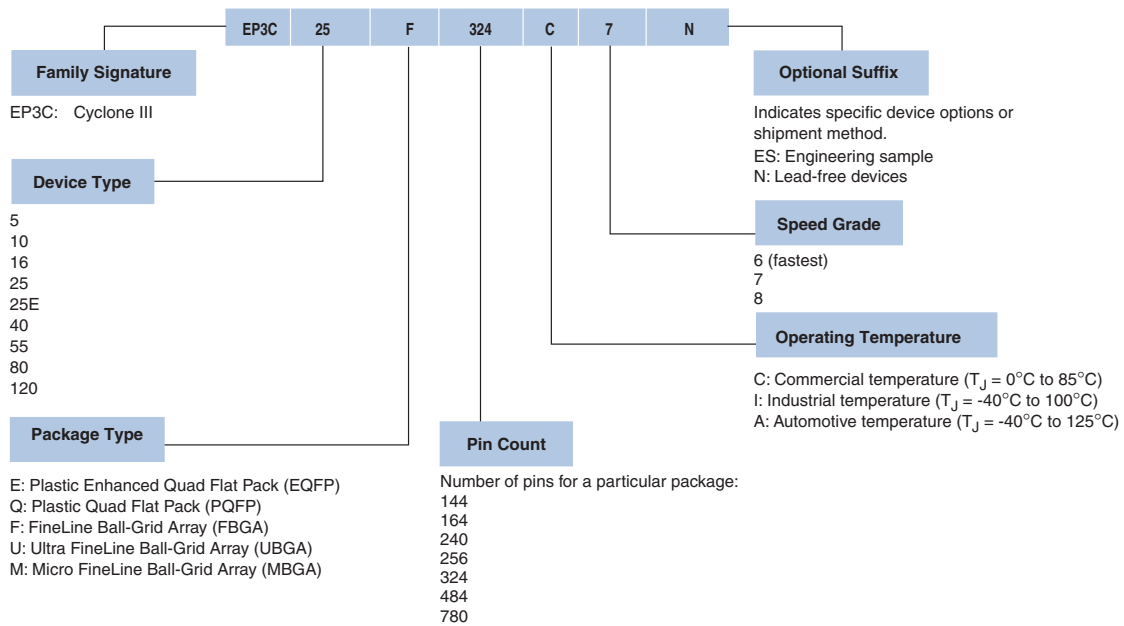 EP3C 25 F 324 C 7 N
Family Signature
EP3C: Cyclone III
Device Type
5
10
16
25
25E
40
55
80
120
Package Type
E: Plastic Enhanced Quad Flat Pack (EQFP)
Q: Plastic Quad Flat Pack (PQFP)
F: FineLine Ball-Grid Array (FBGA)
U: Ultra FineLine Ball-Grid Array (UBGA)
M: Micro FineLine Ball-Grid Array (MBGA)
Pin Count
Number of pins for a particular package:
144
164
240
256
324
484
780
Optional Suffix
Indicates specific device options or
shipment method.
ES: Engineering sample
N: Lead-free devices
Speed Grade
6 (fastest)
7
8
Operating Temperature
C: Commercial temperature (TJ = 0°C to 85°C)
I: Industrial temperature (TJ = -40°C to 100°C)
A: Automotive temperature (TJ = -40°C to 125°C)